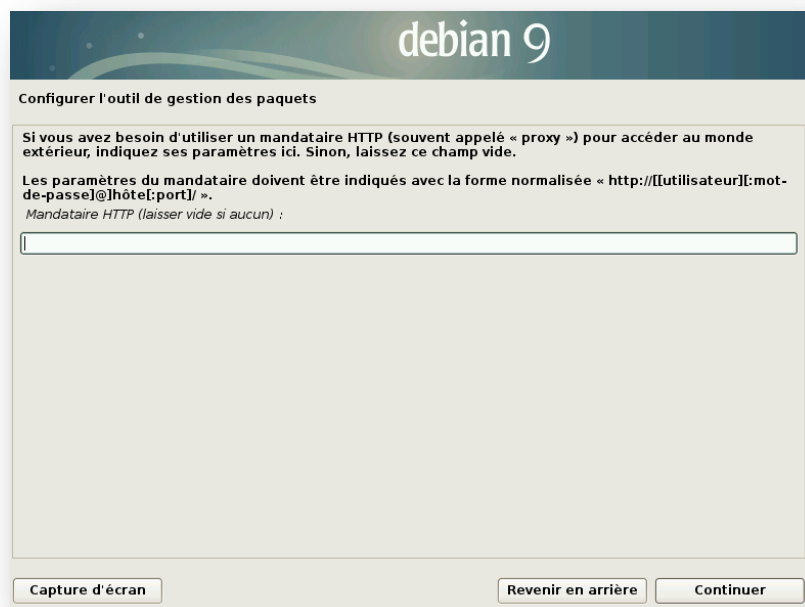 debian 9
Configurer l'outil de gestion des paquets
Si vous avez besoin d'utiliser un mandataire HTTP (souvent appelé « proxy ») pour accéder au monde
extérieur, indiquez ses paramètres ici. Sinon, laissez ce champ vide.
Les paramètres du mandataire doivent être indiqués avec la forme normalisée « http://[[utilisateur][:mot-
de-passe]@]hôte[:port]/ ».
Mandataire HTTP (laisser vide si aucun) :
Capture d'écran
Revenir en arrière
Continuer